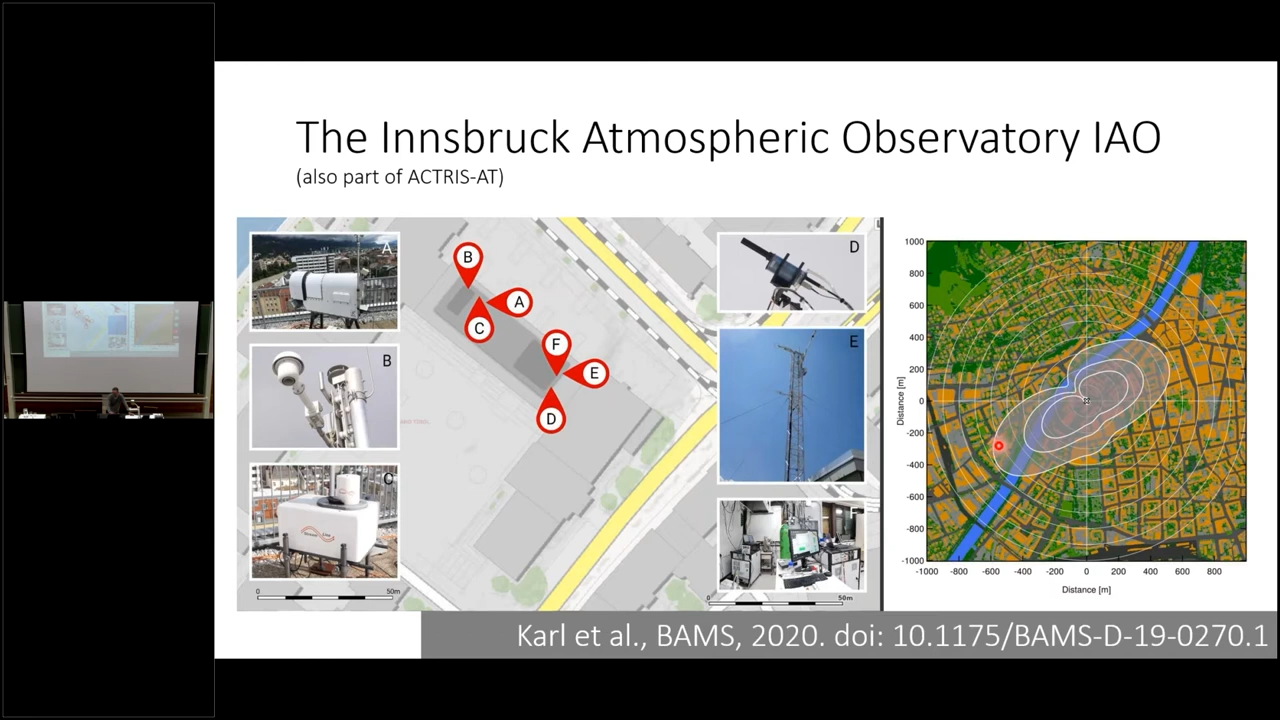 The Innsbruck Atmospheric Observatory IAO
(also part of ACTRIS-AT)
A
B
C
D
E
B
A
C
F
E
D
0 50m
0 50m
1000
800
600
400
200
0
-200
-400
-600
-800
-1000
Distance [m]
-1000 -800 -600 -400 -200 0 200 400 600 800
Distance [m]
Karl et al., BAMS, 2020. doi: 10.1175/BAMS-D-19-0270.1